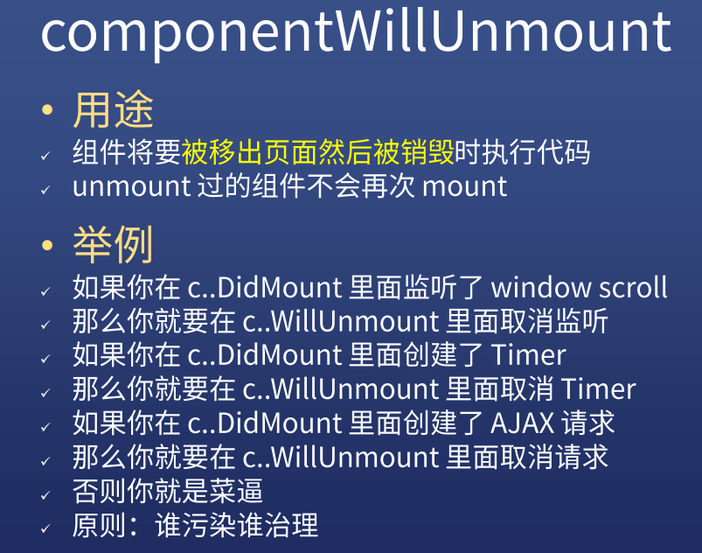 componentWillUnmount
• 用途
✓ 组件将要被移出页面然后被销毁时执行代码
✓ unmount 过的组件不会再次 mount
• 举例
✓ 如果你在 c..DidMount 里面监听了 window scroll
✓ 那么你就要在 c..WillUnmount 里面取消监听
✓ 如果你在 c..DidMount 里面创建了 Timer
✓ 那么你就要在 c..WillUnmount 里面取消 Timer
✓ 如果你在 c..DidMount 里面创建了 AJAX 请求
✓ 那么你就要在 c..WillUnmount 里面取消请求
✓ 否则你就是菜逼
✓ 原则：谁污染谁治理